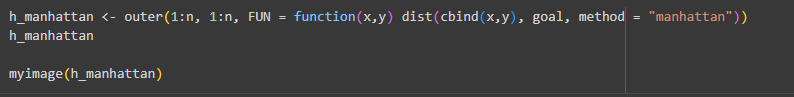 h_manhattan <- outer(1:n, 1:n, FUN = function(x,y) dist(cbind(x,y), goal, method = "manhattan"))
h_manhattan
myimage(h_manhattan)